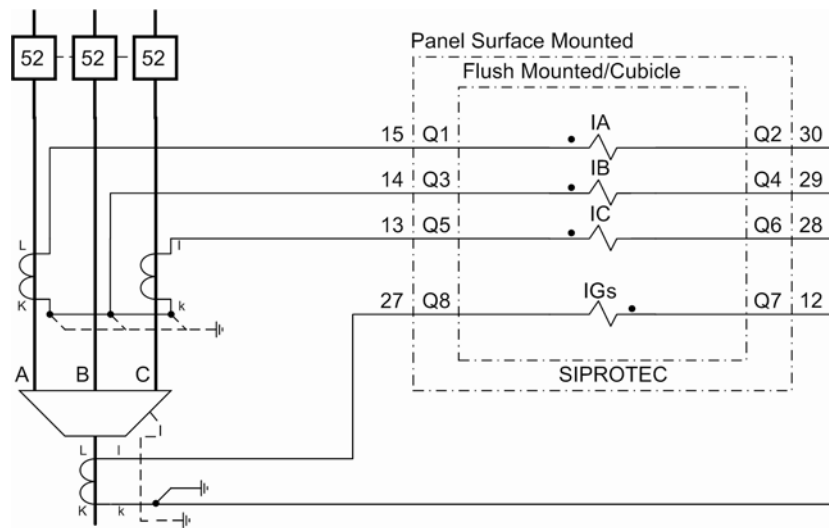 52 52 52
Panel Surface Mounted
Flush Mounted/Cubicle
15 Q1 IA Q2 30
14 Q3 IB Q4 29
13 Q5 IC Q6 28
L l
K k
27 Q8 IGs Q7 12
A B C
SIPROTEC
L l
K k